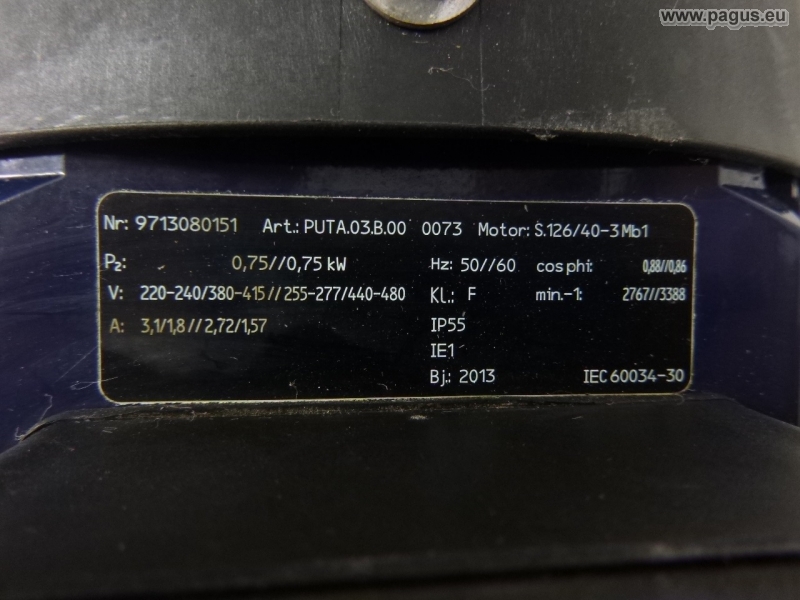 www.pagus.eu
Nr: 9713080151 Art.: PUTA.03.B.00 0073 Motor: S.126/40-3Mb1
P₂: 0,75//0,75 kW Hz: 50//60 cos phi: 0,88//0,86
V: 220-240/380-415//255-277/440-480 Kl.: F min.-1: 2767//3388
A: 3,1/1,8//2,72/1,57 IP55
IE1
Bj.: 2013 IEC 60034-30